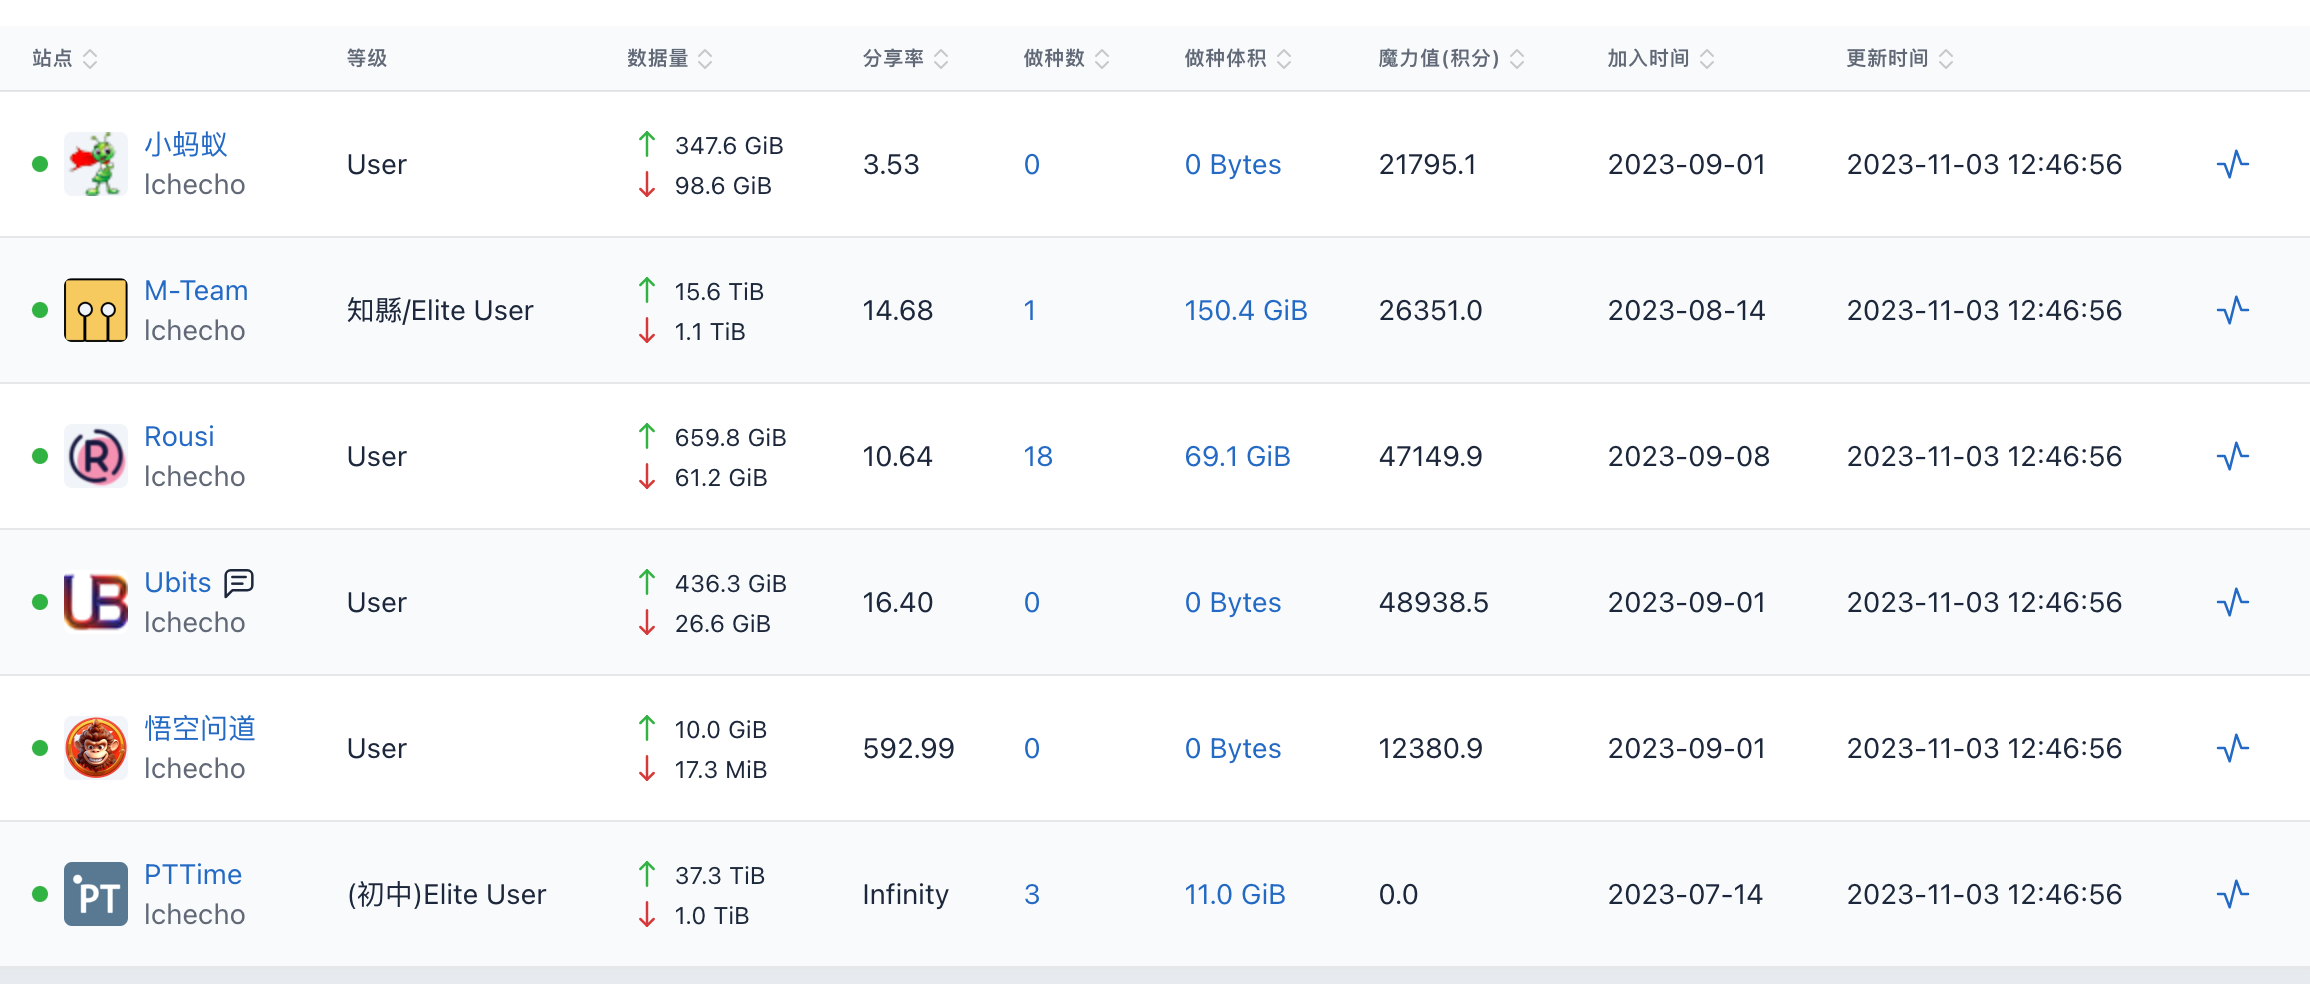 站点 等级 数据量 分享率 做种数 做种体积 魔力值(积分) 加入时间 更新时间
小蚂蚁
lchecho
User
347.6 GiB
98.6 GiB
3.53 0 0 Bytes 21795.1 2023-09-01 2023-11-03 12:46:56
M-Team
lchecho
知縣/Elite User
15.6 TiB
1.1 TiB
14.68 1 150.4 GiB 26351.0 2023-08-14 2023-11-03 12:46:56
R
Rousi
lchecho
User
659.8 GiB
61.2 GiB
10.64 18 69.1 GiB 47149.9 2023-09-08 2023-11-03 12:46:56
UB
Ubits
lchecho
User
436.3 GiB
26.6 GiB
16.40 0 0 Bytes 48938.5 2023-09-01 2023-11-03 12:46:56
悟空问道
lchecho
User
10.0 GiB
17.3 MiB
592.99 0 0 Bytes 12380.9 2023-09-01 2023-11-03 12:46:56
PT
PTTime
lchecho
(初中)Elite User
37.3 TiB
1.0 TiB
Infinity 3 11.0 GiB 0.0 2023-07-14 2023-11-03 12:46:56